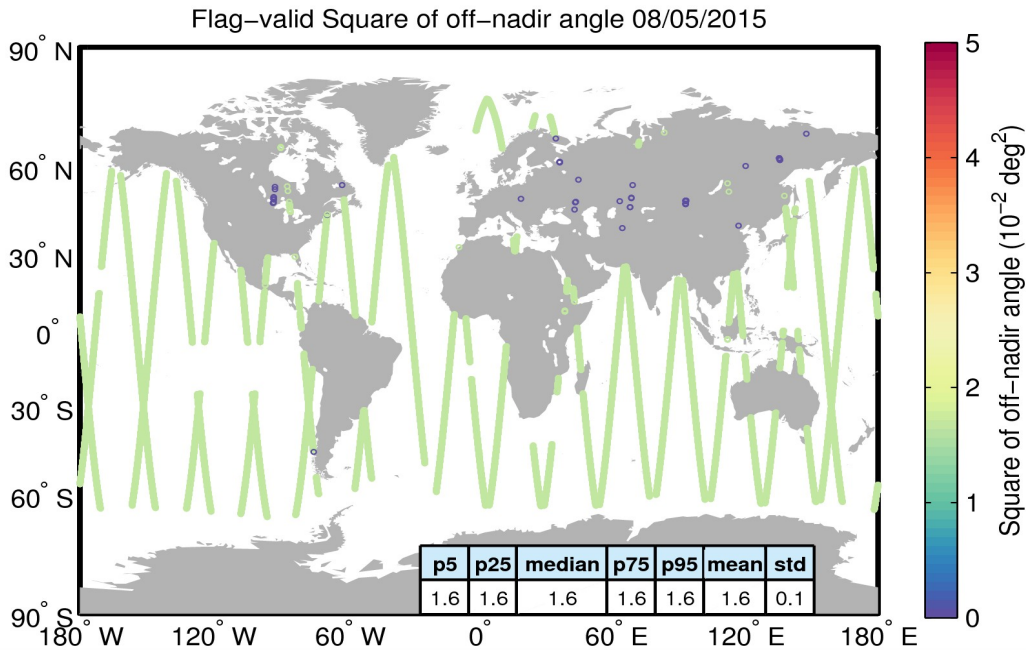 Flag−valid Square of off−nadir angle 08/05/2015
90° N
60° N
30° N
0°
30° S
60° S
90° S
180° W
120° W
60° W
0°
60° E
120° E
180° E
p5 p25 median p75 p95 mean std
1.6 1.6 1.6 1.6 1.6 1.6 0.1
5
4
3
2
1
0
Square of off−nadir angle (10⁻² deg²)